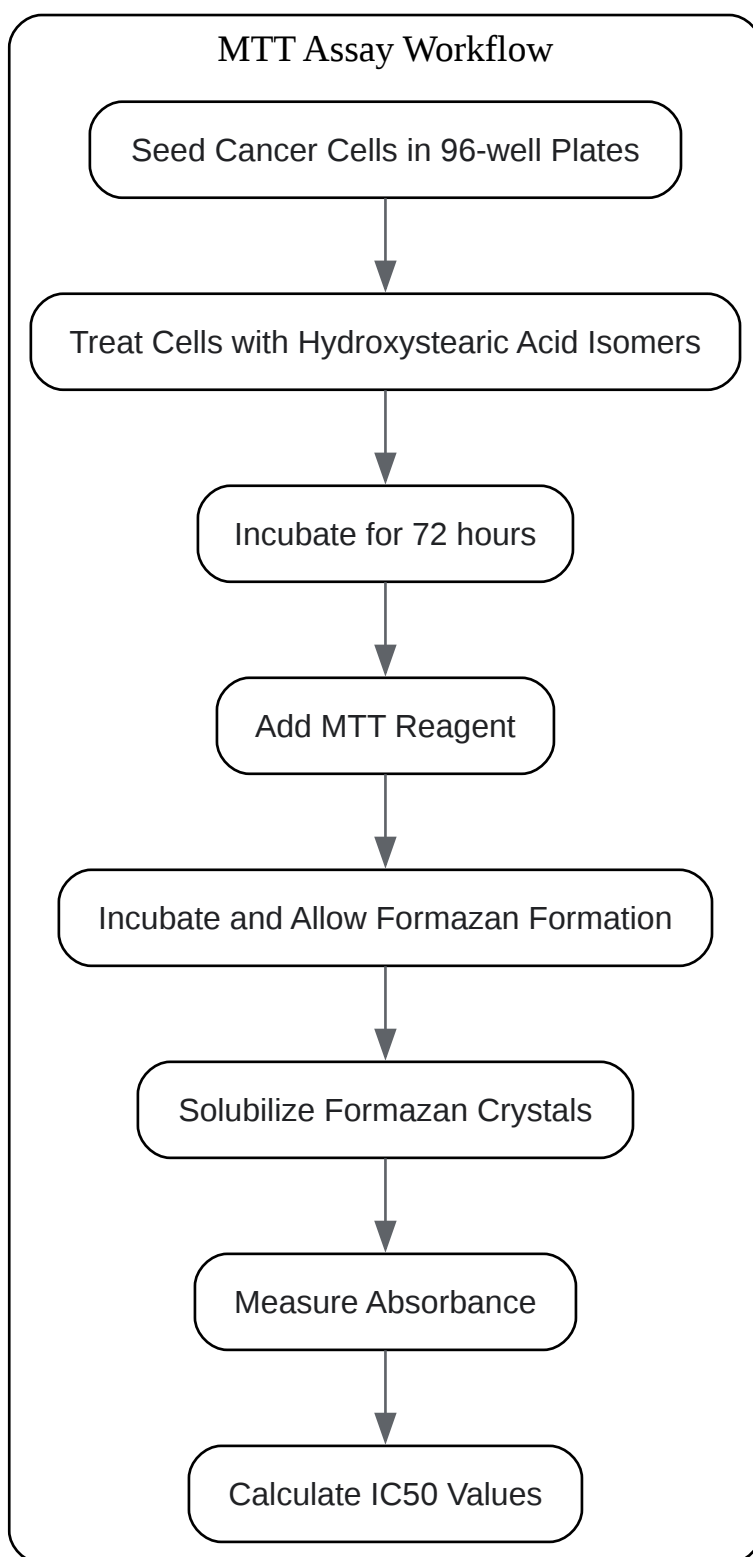 MTT Assay Workflow
Seed Cancer Cells in 96-well Plates
Treat Cells with Hydroxystearic Acid Isomers
Incubate for 72 hours
Add MTT Reagent
Incubate and Allow Formazan Formation
Solubilize Formazan Crystals
Measure Absorbance
Calculate IC50 Values